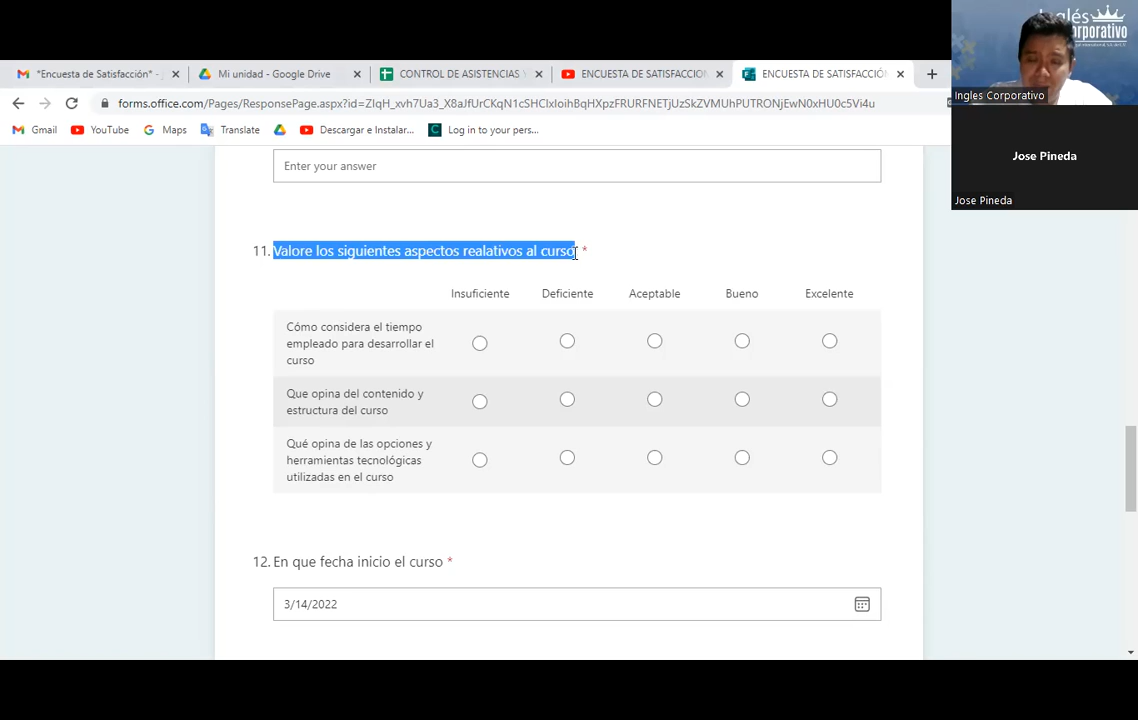 *Encuesta de Satisfacción* -
Mi unidad - Google Drive
CONTROL DE ASISTENCIAS Y
ENCUESTA DE SATISFACCION
ENCUESTA DE SATISFACCIÓN
forms.office.com/Pages/ResponsePage.aspx?id=ZIqH_xvh7Ua3_X8aJfUrCKqN1cSHCIxIoihBqHXpzFRURFNETjUzSkZVMUhPUTRONjEwN0xHU0c5Vi4u
Gmail
YouTube
Maps
Translate
Descargar e Instalar...
Log in to your pers...
Inglés
Corporativo
Ingles Corporativo
Jose Pineda
Jose Pineda
Enter your answer
11. Valore los siguientes aspectos realativos al curso *
Insuficiente Deficiente Aceptable Bueno Excelente
Cómo considera el tiempo
empleado para desarrollar el
curso
Que opina del contenido y
estructura del curso
Qué opina de las opciones y
herramientas tecnológicas
utilizadas en el curso
12. En que fecha inicio el curso *
3/14/2022